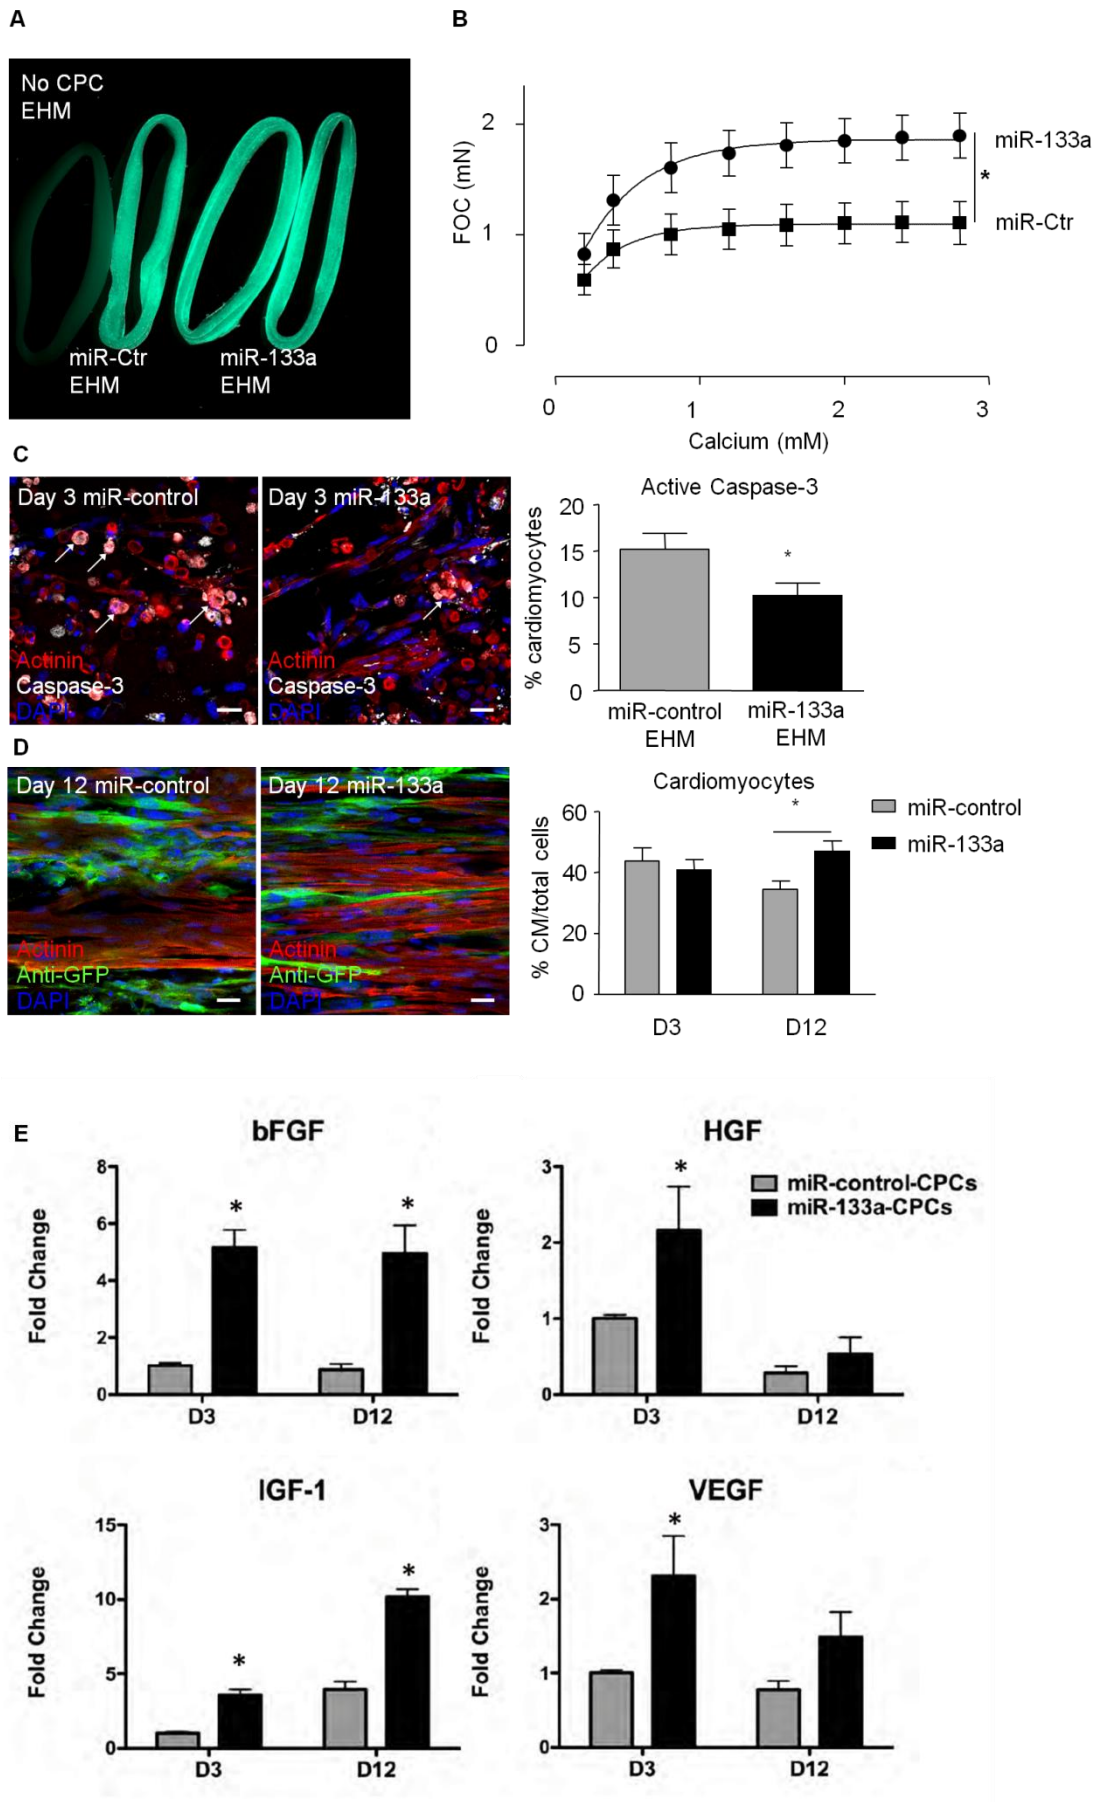 A
No CPC
EHM
miR-Ctr
EHM
miR-133a
EHM
B
FOC (mN)
2
1
0
miR-133a
*
miR-Ctr
0
1
2
3
Calcium (mM)
C
Day 3 miR-control
Actinin
Caspase-3
DAPI
Day 3 miR-133a
Actinin
Caspase-3
DAPI
Active Caspase-3
% cardiomyocytes
20
15
10
5
0
*
miR-control
EHM
miR-133a
EHM
D
Day 12 miR-control
Actinin
Anti-GFP
DAPI
Day 12 miR-133a
Actinin
Anti-GFP
DAPI
Cardiomyocytes
% CM/total cells
60
40
20
0
*
D3
D12
miR-control
miR-133a
E
bFGF
Fold Change
8
6
4
2
0
*
*
D3
D12
HGF
Fold Change
3
2
1
0
*
D3
D12
miR-control-CPCs
miR-133a-CPCs
IGF-1
Fold Change
15
10
5
0
*
*
D3
D12
VEGF
Fold Change
3
2
1
0
*
D3
D12